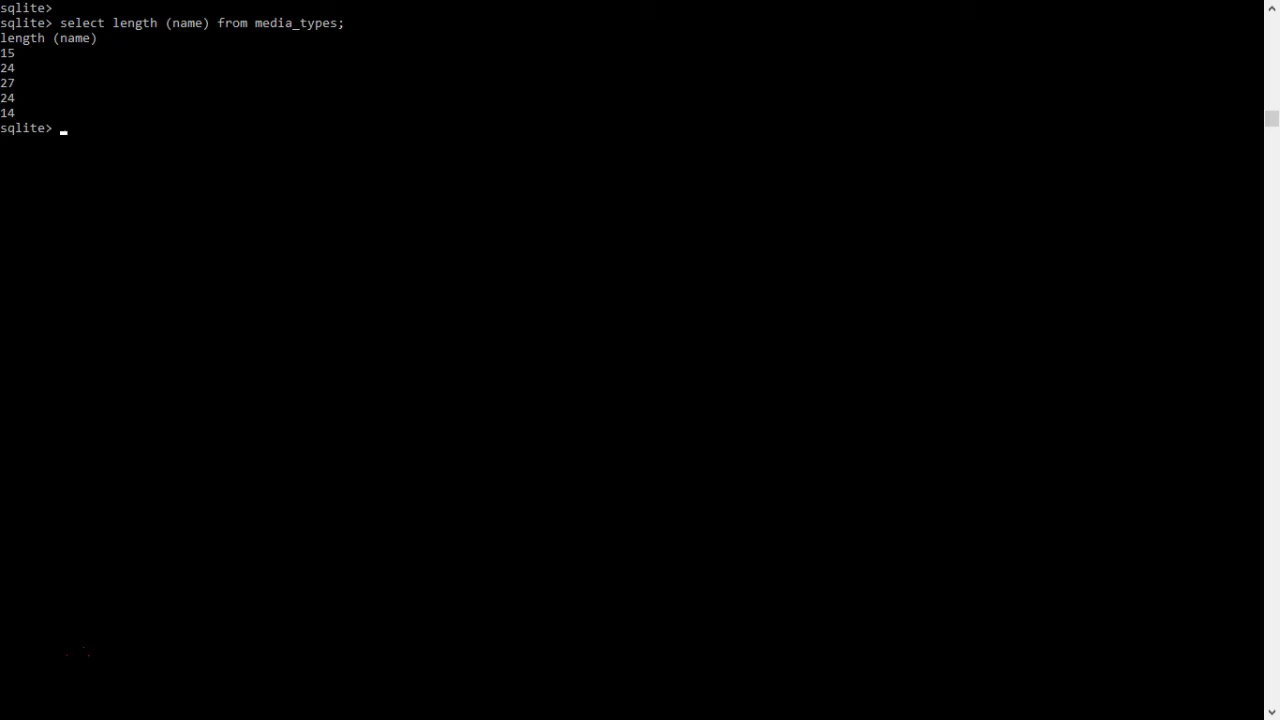 sqlite>
sqlite> select length (name) from media_types;
length (name)
15
24
27
24
14
sqlite>